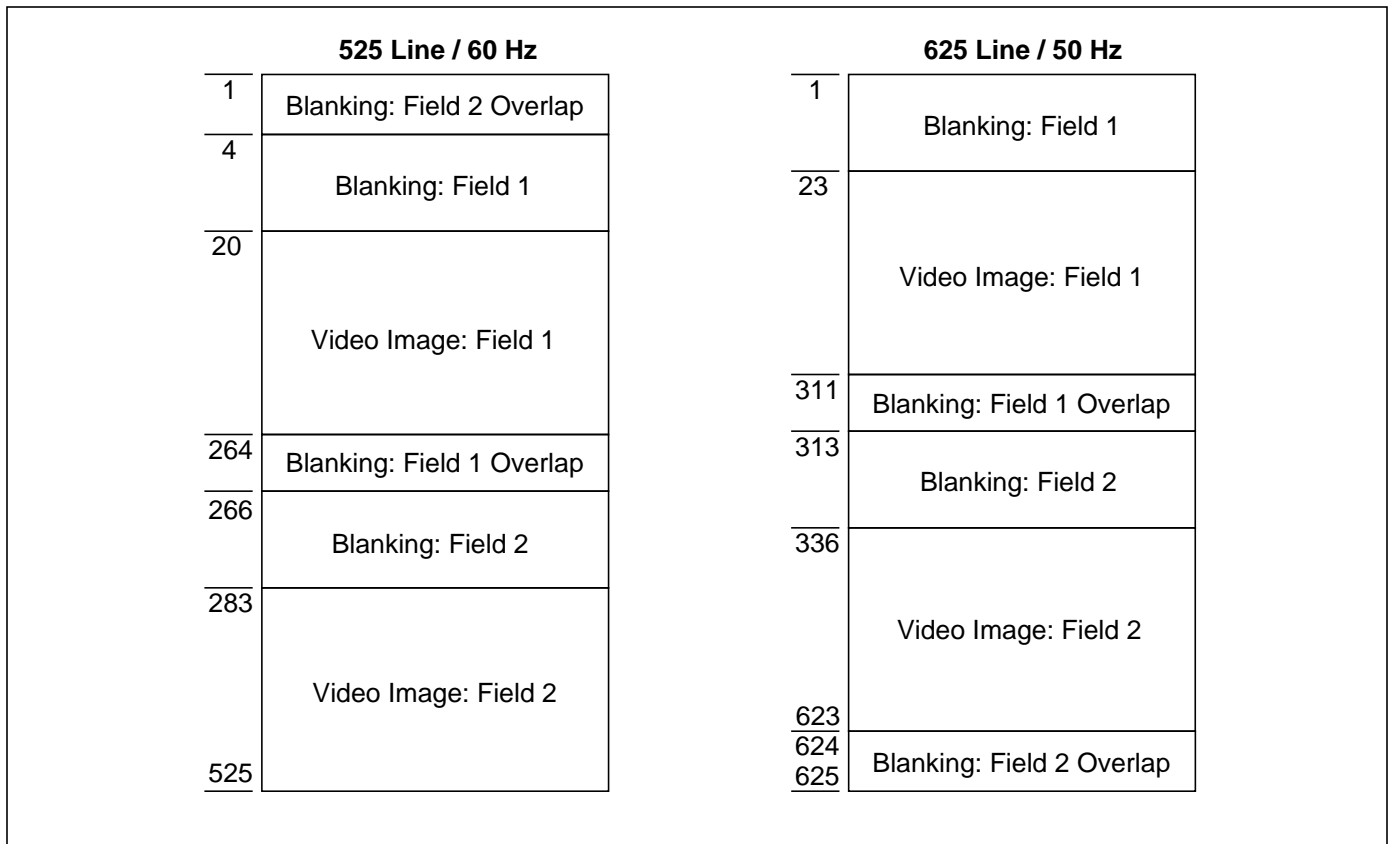 525 Line / 60 Hz
1
Blanking: Field 2 Overlap
4
Blanking: Field 1
20
Video Image: Field 1
264
Blanking: Field 1 Overlap
266
Blanking: Field 2
283
Video Image: Field 2
525
625 Line / 50 Hz
1
Blanking: Field 1
23
Video Image: Field 1
311
Blanking: Field 1 Overlap
313
Blanking: Field 2
336
Video Image: Field 2
623
624
Blanking: Field 2 Overlap
625